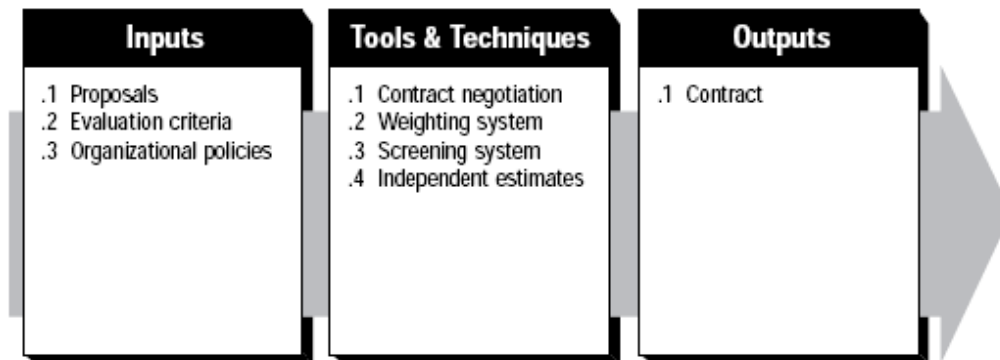 Inputs
.1 Proposals
.2 Evaluation criteria
.3 Organizational policies
Tools & Techniques
.1 Contract negotiation
.2 Weighting system
.3 Screening system
.4 Independent estimates
Outputs
.1 Contract